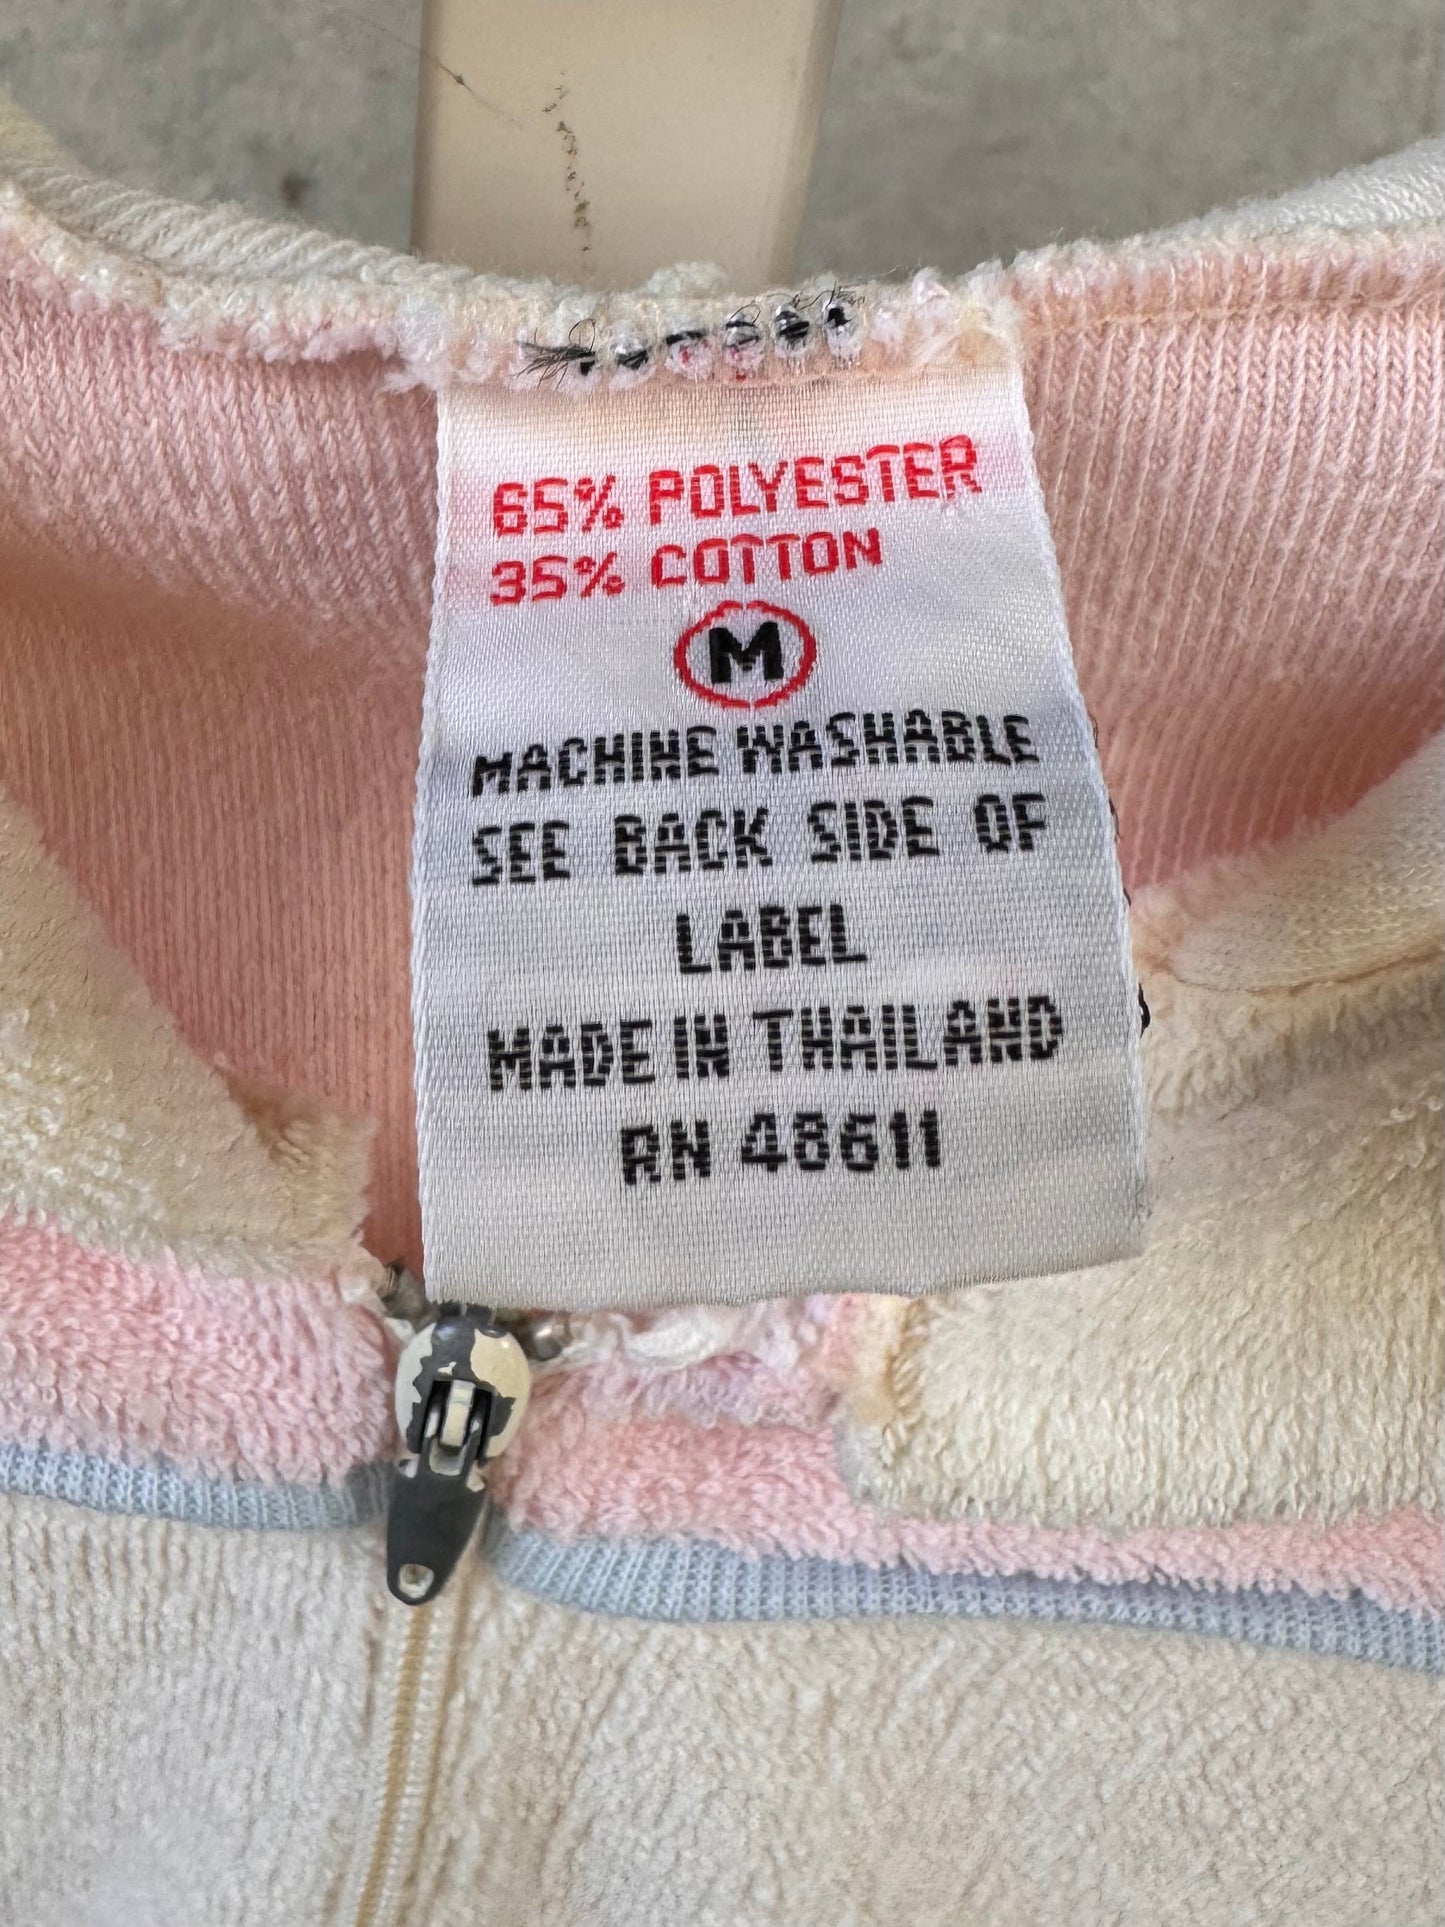 65% POLYESTER
35% COTTON
M
MACHINE WASHABLE
SEE BACK SIDE OF
LABEL
MADE IN THAILAND
RN 48611